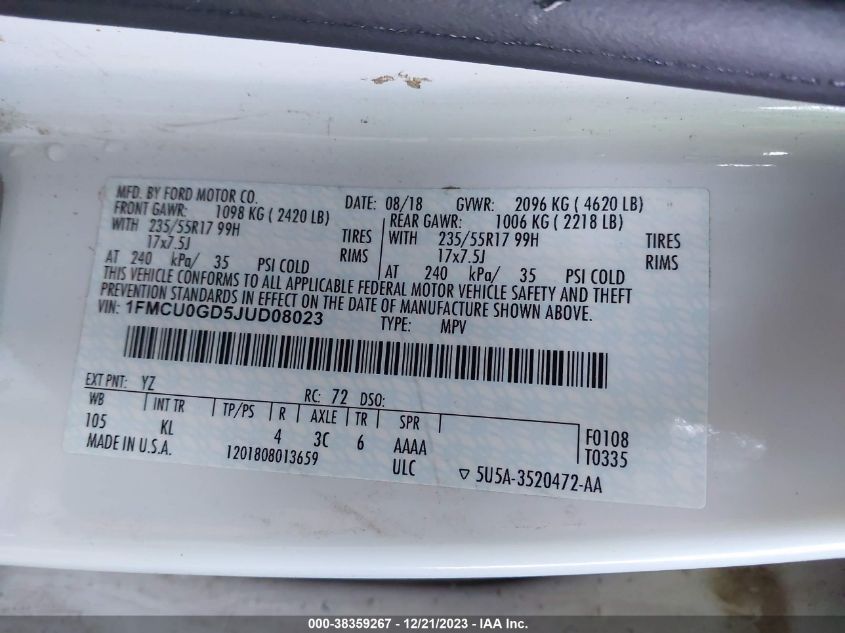 MFD. BY FORD MOTOR CO. DATE: 08/18 GVWR: 2096 KG ( 4620 LB)
FRONT GAWR: 1098 KG ( 2420 LB) REAR GAWR: 1006 KG ( 2218 LB)
WITH 235/55R17 99H TIRES WITH 235/55R17 99H TIRES
17x7.5J RIMS 17x7.5J RIMS
AT 240 kPa/ 35 PSI COLD AT 240 kPa/ 35 PSI COLD
THIS VEHICLE CONFORMS TO ALL APPLICABLE FEDERAL MOTOR VEHICLE SAFETY AND THEFT
PREVENTION STANDARDS IN EFFECT ON THE DATE OF MANUFACTURE SHOWN ABOVE.
VIN: 1FMCU0GD5JUD08023
TYPE: MPV
EXT PNT: YZ RC: 72 DSO:
WB INT TR TP/PS R AXLE TR SPR
105 KL 4 3C 6 AAAA F0108
MADE IN U.S.A. 1201808013659 ULC T0335
▽ 5U5A-3520472-AA
000-38359267 - 12/21/2023 - IAA Inc.